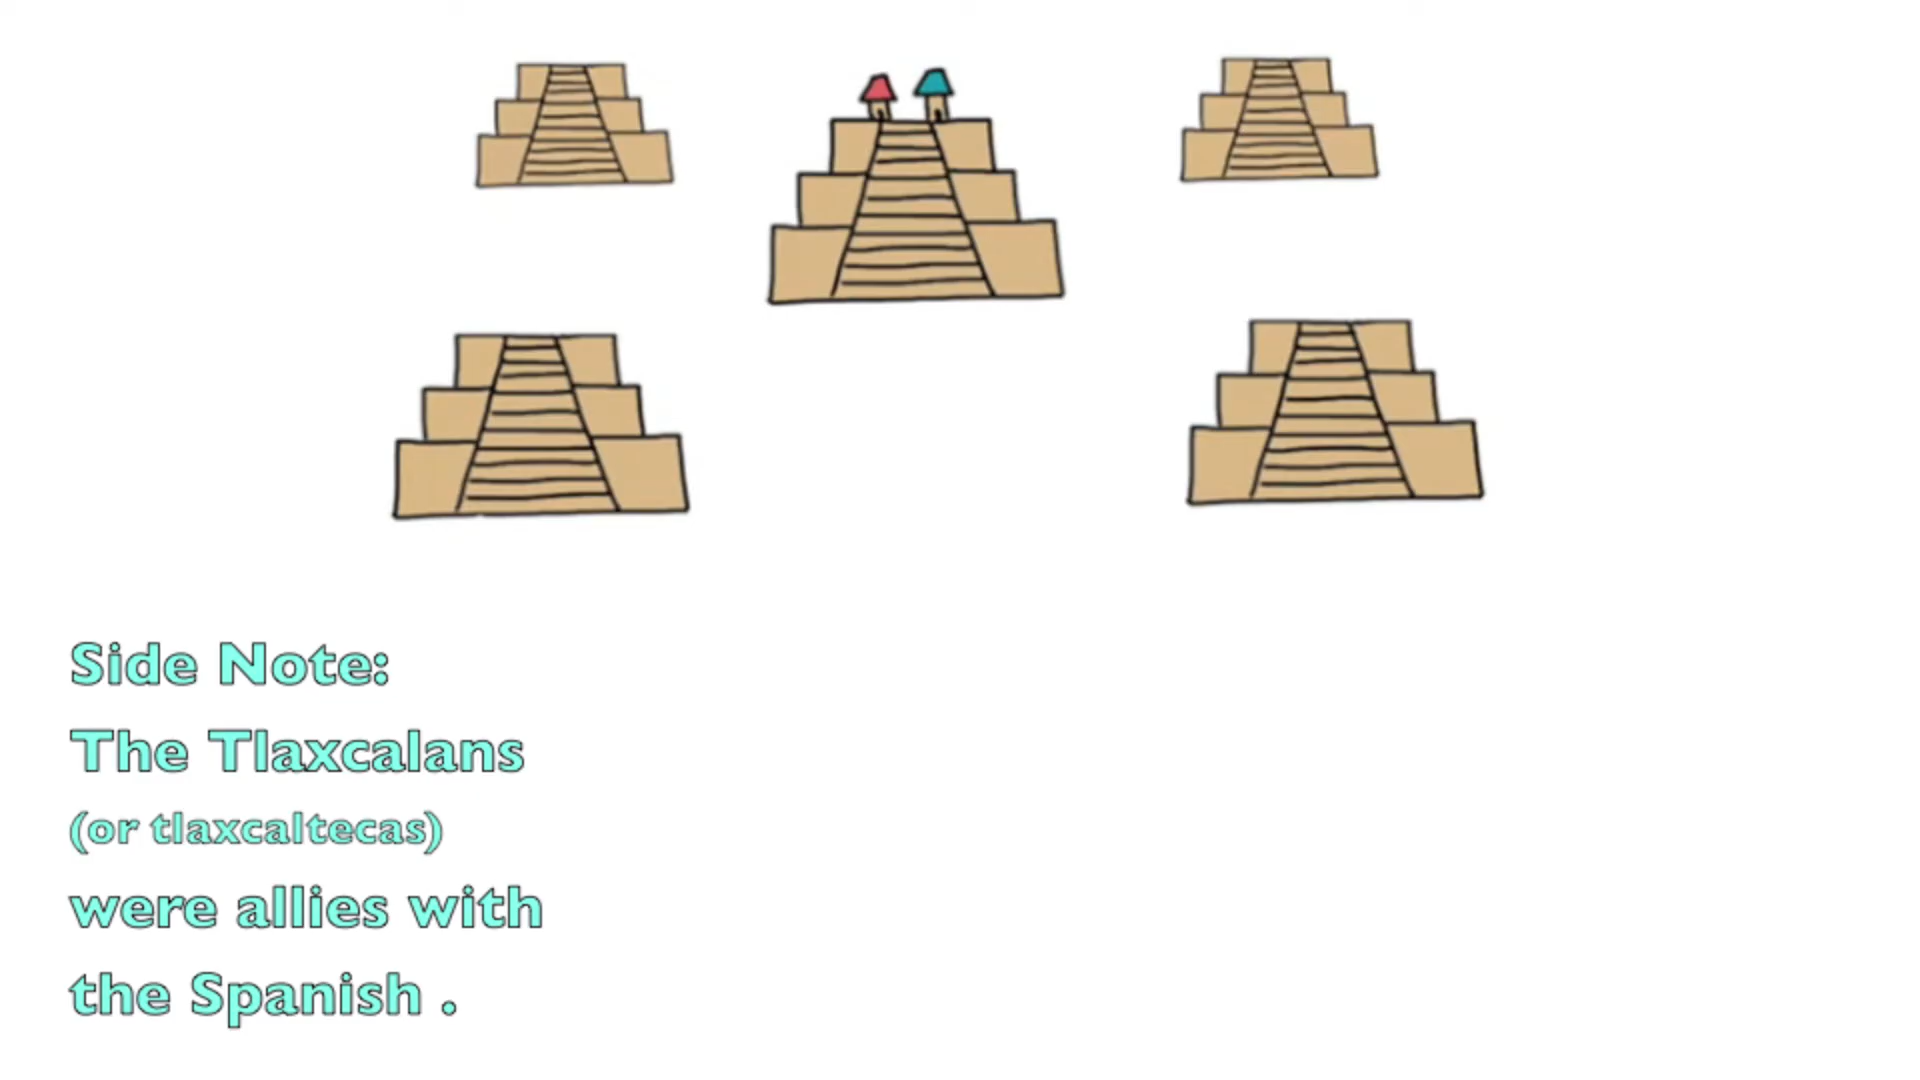 Side Note:
The Tlaxcalans
(or tlaxcaltecas)
were allies with
the Spanish .